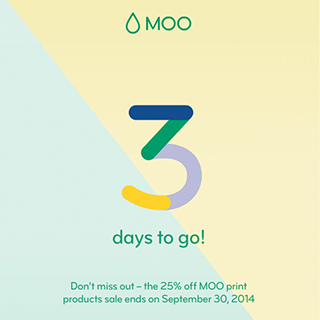 MOO
3
days to go!
Don't miss out – the 25% off MOO print
products sale ends on September 30, 2014